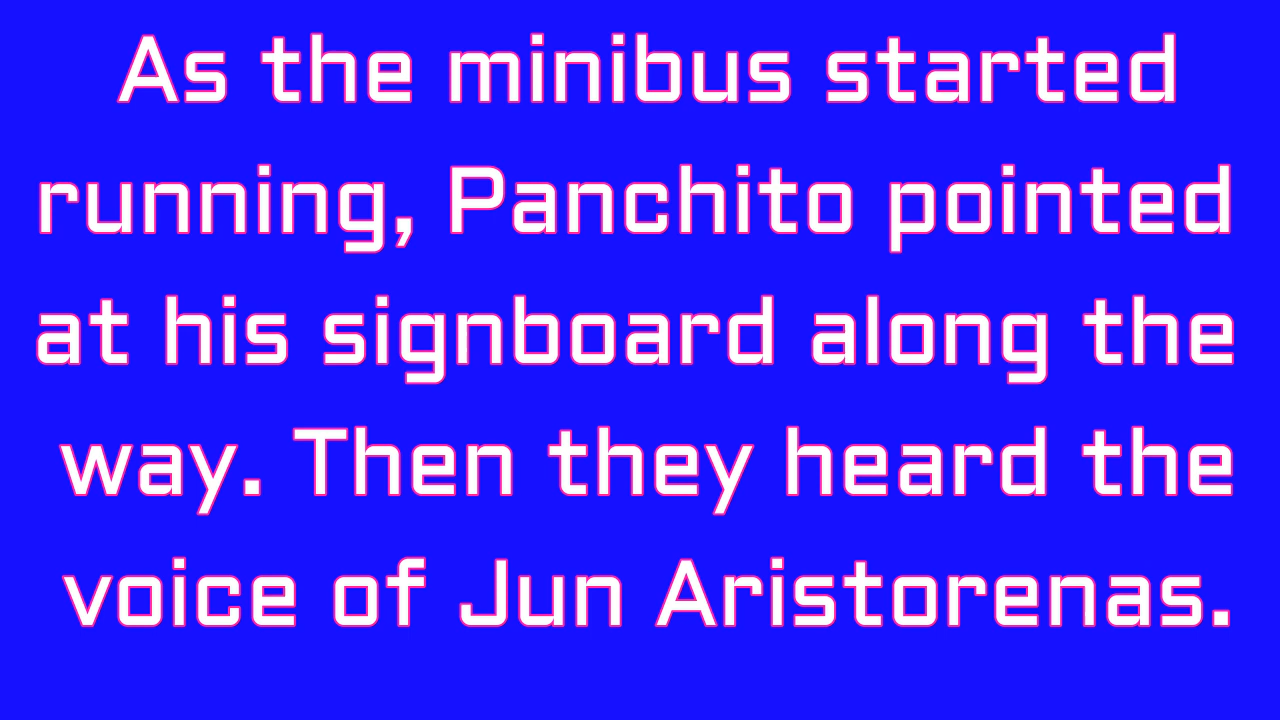 As the minibus started
running, Panchito pointed
at his signboard along the
way. Then they heard the
voice of Jun Aristorenas.